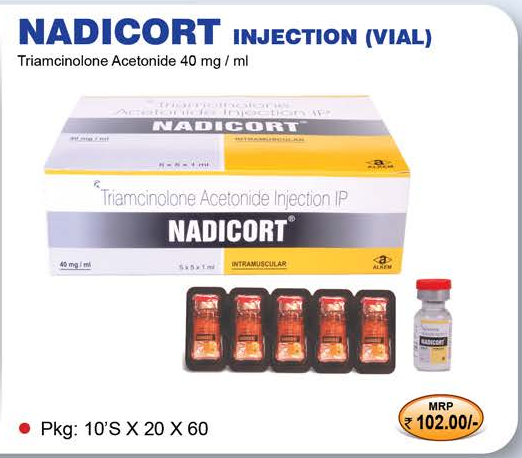 NADICORT INJECTION (VIAL)
Triamcinolone Acetonide 40 mg / ml
Triamcinolone
Acetonide Injection IP
NADICORT®
40 mg / ml
5 x 5 x 1 ml
INTRAMUSCULAR
ALKEM
℞ Triamcinolone Acetonide Injection IP
NADICORT®
40 mg / ml
5 x 5 x 1 ml
INTRAMUSCULAR
ALKEM
NADICORT
Pkg: 10'S X 20 X 60
MRP
₹ 102.00/-